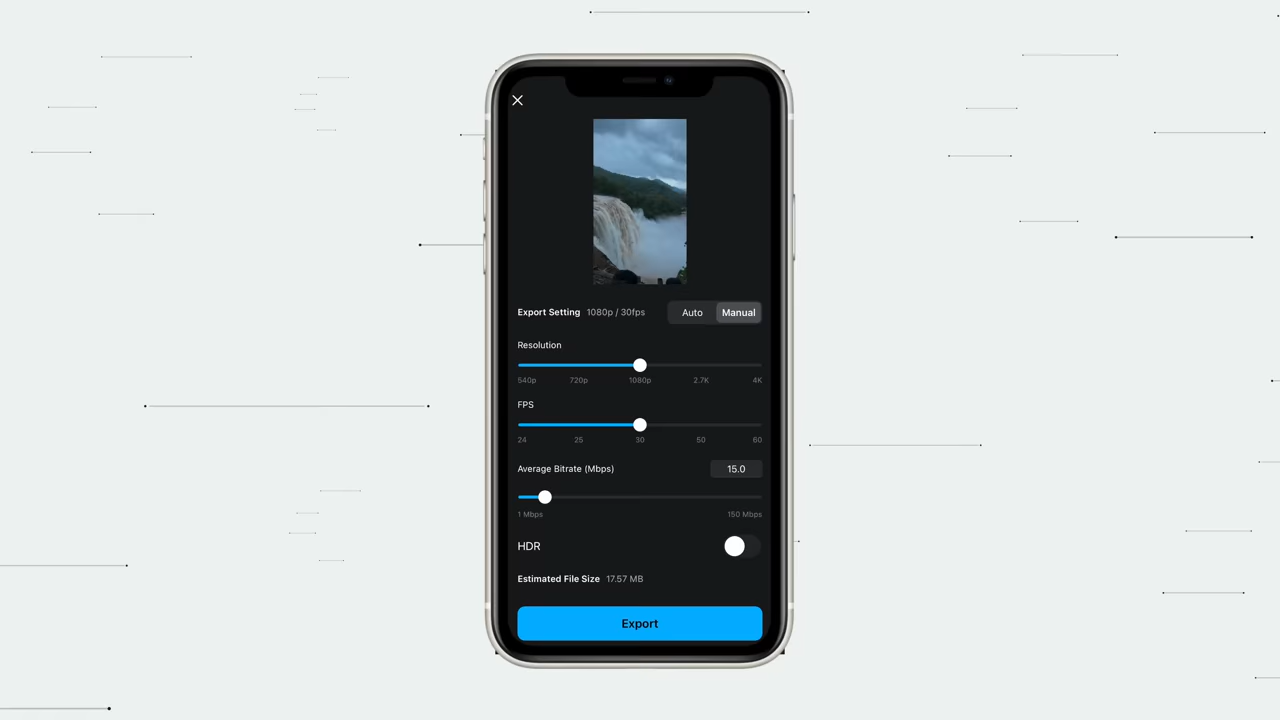 Export Setting 1080p / 30fps Auto Manual
Resolution
540p 720p 1080p 2.7K 4K
FPS
24 25 30 50 60
Average Bitrate (Mbps) 15.0
1 Mbps 150 Mbps
HDR
Estimated File Size 17.57 MB
Export